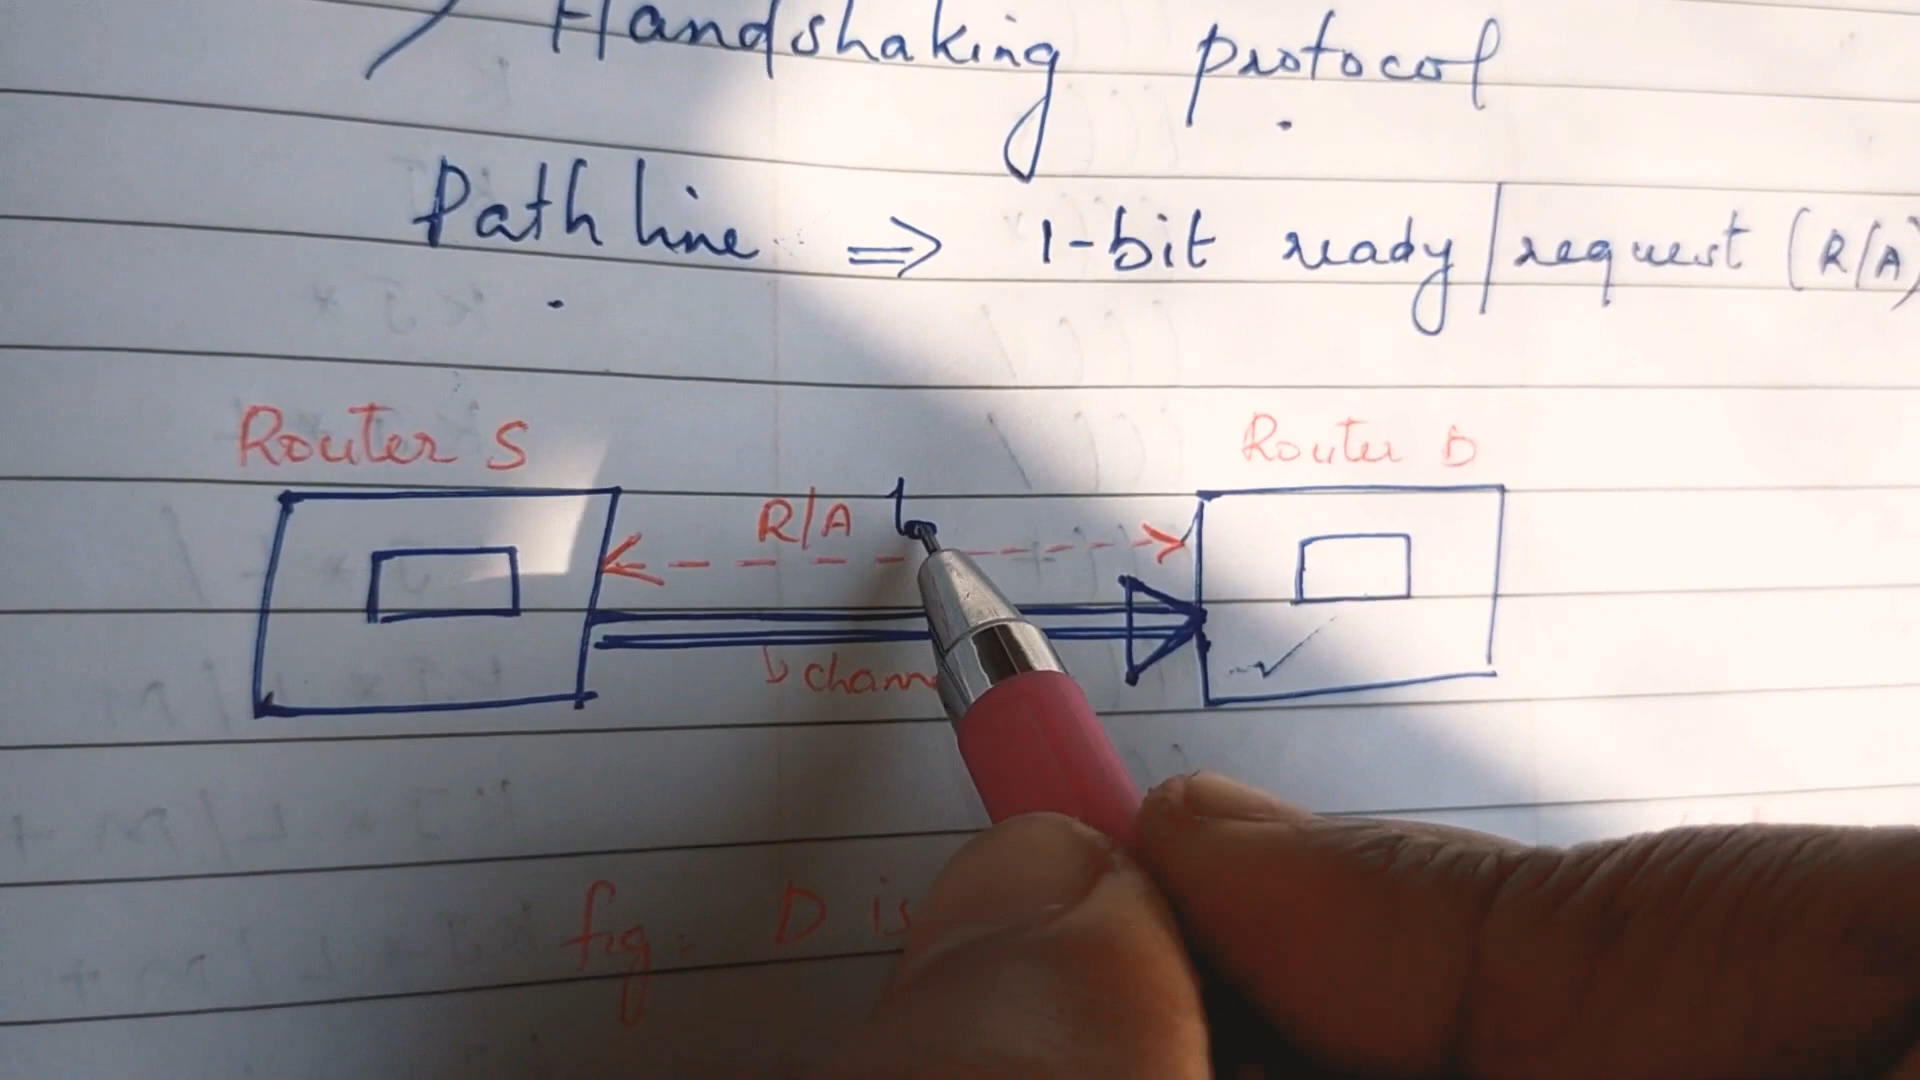 Handshaking protocol
Path line ⇒ 1-bit ready/request (R/A)
Router S
Router D
R/A
fig. D is